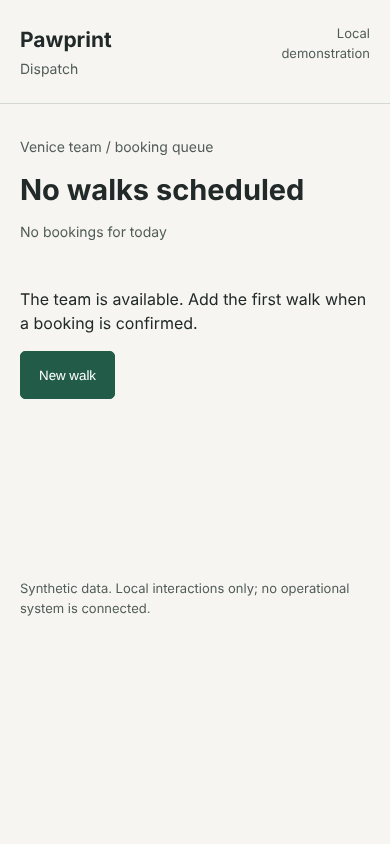 Pawprint
Dispatch
Local
demonstration
Venice team / booking queue
No walks scheduled
No bookings for today
The team is available. Add the first walk when
a booking is confirmed.
New walk
Synthetic data. Local interactions only; no operational
system is connected.